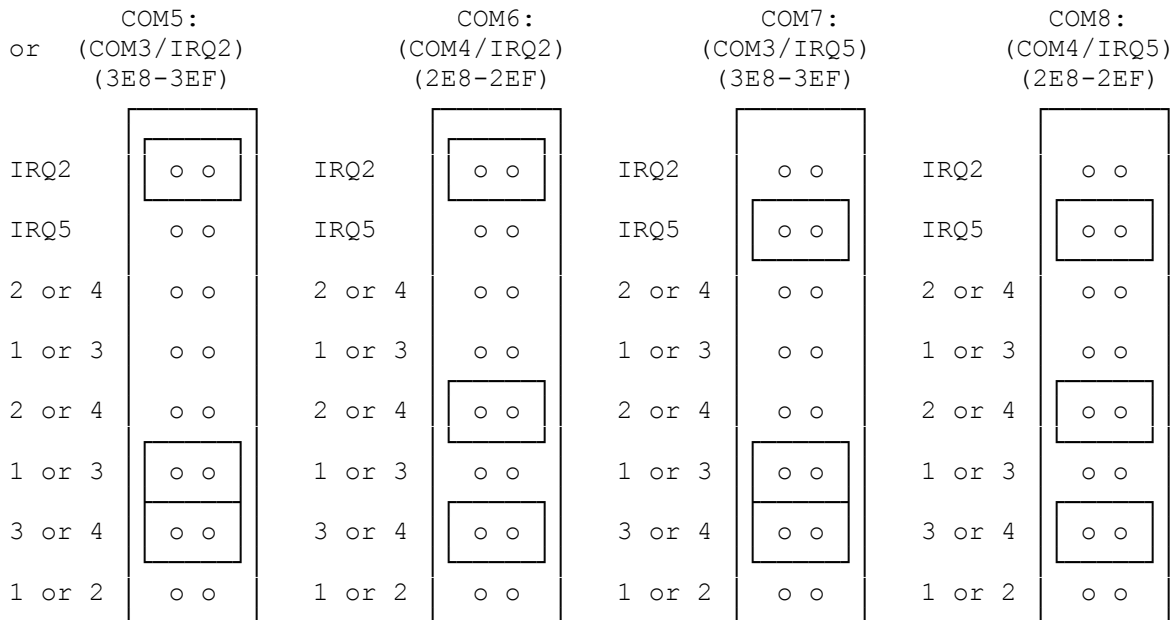 COM5: COM6: COM7: COM8:
or (COM3/IRQ2) (COM4/IRQ2) (COM3/IRQ5) (COM4/IRQ5)
(3E8-3EF) (2E8-2EF) (3E8-3EF) (2E8-2EF)
IRQ2 IRQ2 IRQ2 IRQ2
IRQ5 IRQ5 IRQ5 IRQ5
2 or 4 2 or 4 2 or 4 2 or 4
1 or 3 1 or 3 1 or 3 1 or 3
2 or 4 2 or 4 2 or 4 2 or 4
1 or 3 1 or 3 1 or 3 1 or 3
3 or 4 3 or 4 3 or 4 3 or 4
1 or 2 1 or 2 1 or 2 1 or 2